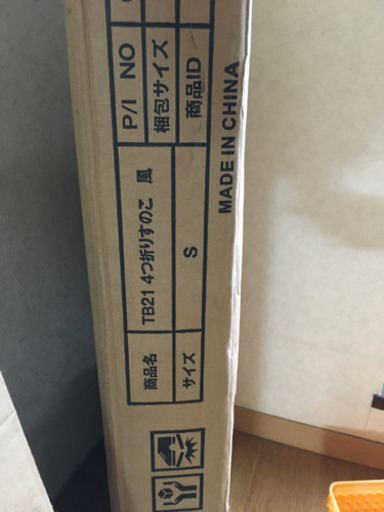 商品名 TB21 4つ折りすのこ 風
サイズ S
P/I NO
梱包サイズ
商品ID
MADE IN CHINA